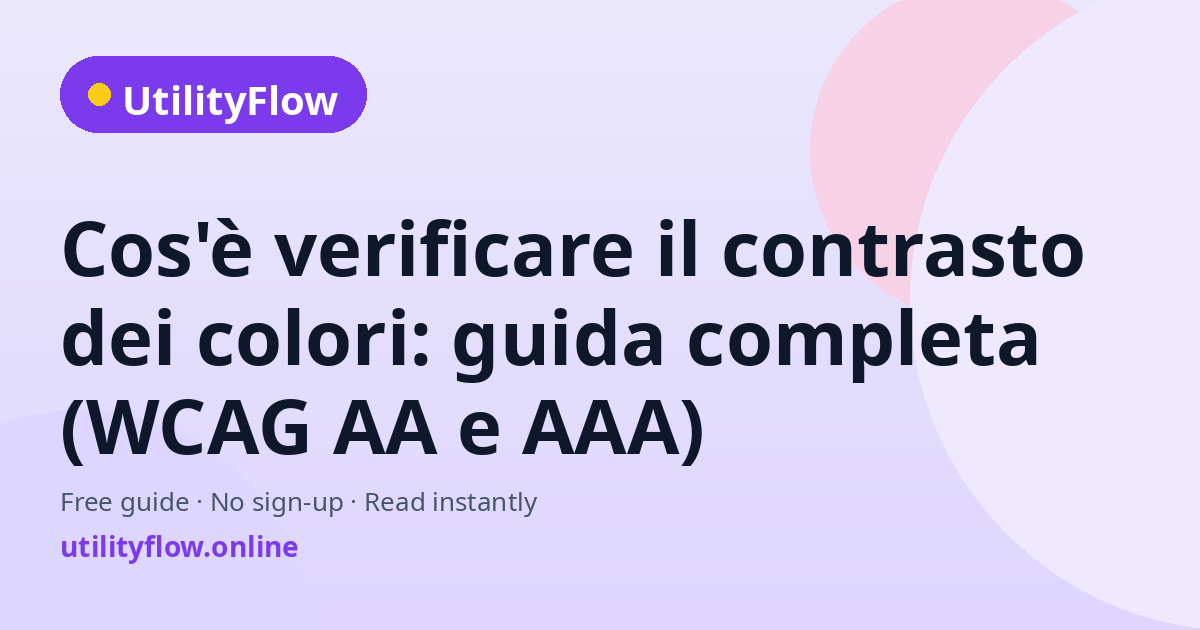 UtilityFlow
Cos'è verificare il contrasto
dei colori: guida completa
(WCAG AA e AAA)
Free guide · No sign-up · Read instantly
utilityflow.online